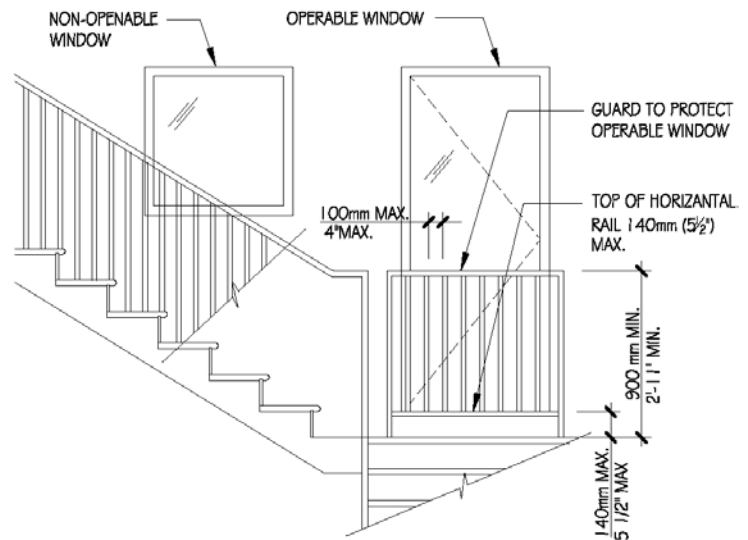 NON-OPENABLE
WINDOW
OPERABLE WINDOW
GUARD TO PROTECT
OPERABLE WINDOW
TOP OF HORIZANTAL
RAIL 140mm (5½")
MAX.
100mm MAX.
4"MAX.
900 mm MIN.
2'-11" MIN.
140mm MAX.
5 1/2" MAX